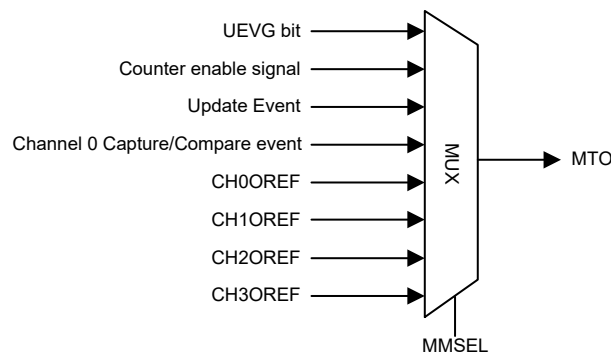 UEVG bit
Counter enable signal
Update Event
Channel 0 Capture/Compare event
MUX
MTO
CH0OREF
CH1OREF
CH2OREF
CH3OREF
MMSEL